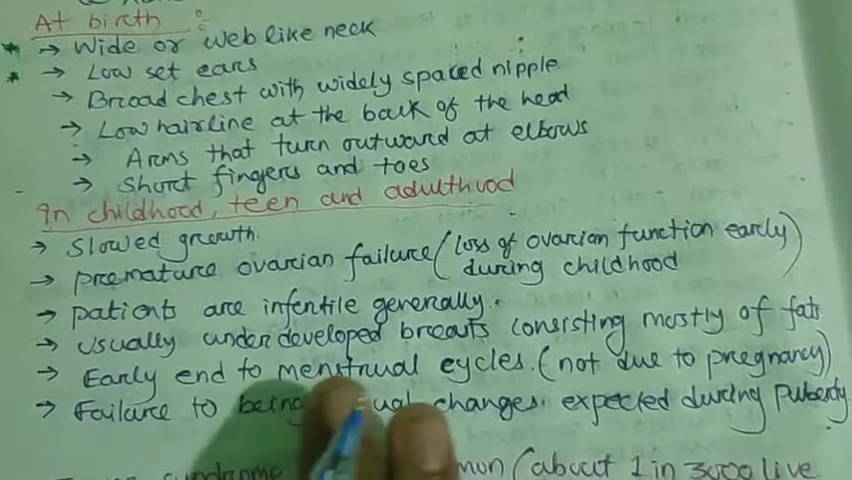 At birth :
→ Wide or web like neck
→ Low set ears
→ Broad chest with widely spaced nipple
→ Low hairline at the back of the head
→ Arms that turn outward at elbows
→ Short fingers and toes
In childhood, teen and adulthood
→ Slowed growth.
→ premature ovarian failure (loss of ovarian function early
during childhood)
→ patients are infentile generally.
→ usually underdeveloped breasts consisting mostly of fats
→ Early end to menstrual cycles. (not due to pregnancy)
→ Failure to being changes. expected during puberty
syndrome (about 1 in 3000 live